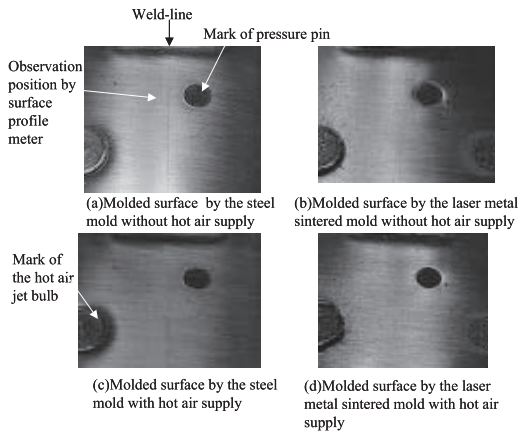 Weld-line
Mark of pressure pin
Observation
position by
surface
profile
meter
(a)Molded surface by the steel
mold without hot air supply
(b)Molded surface by the laser metal
sintered mold without hot air supply
Mark of
the hot air
jet bulb
(c)Molded surface by the steel
mold with hot air supply
(d)Molded surface by the laser
metal sintered mold with hot air
supply